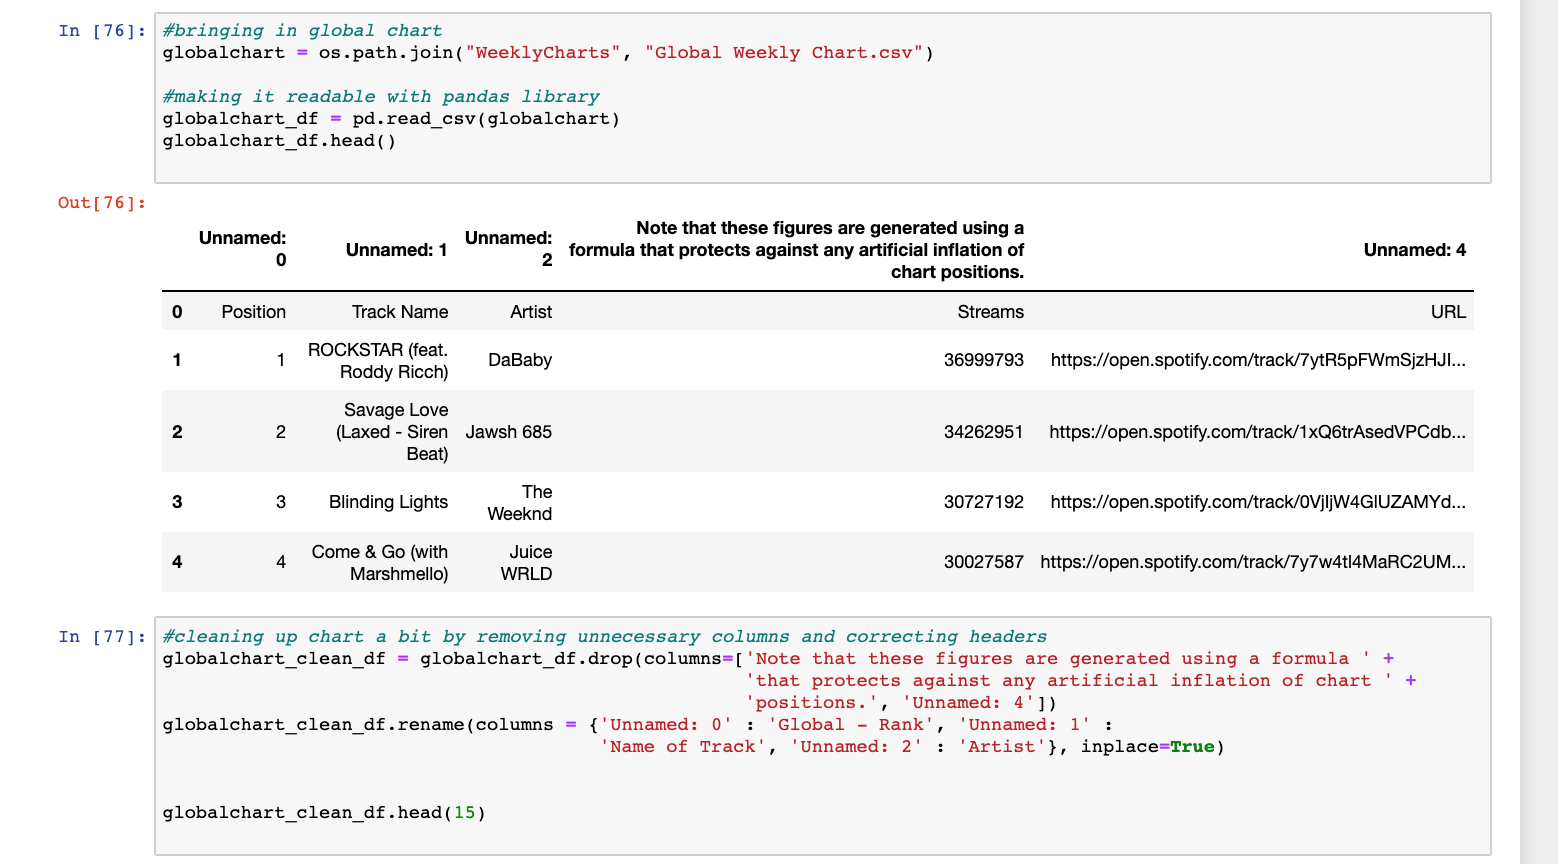 In [76]:
#bringing in global chart
globalchart = os.path.join("WeeklyCharts", "Global Weekly Chart.csv")
#making it readable with pandas library
globalchart_df = pd.read_csv(globalchart)
globalchart_df.head()
Out[76]:
Unnamed: 0 Unnamed: 1 Unnamed: 2 Note that these figures are generated using a formula that protects against any artificial inflation of chart positions. Unnamed: 4
0 Position Track Name Artist Streams URL
1 1 ROCKSTAR (feat. Roddy Ricch) DaBaby 36999793 https://open.spotify.com/track/7ytR5pFWmSjzHJI...
2 2 Savage Love (Laxed - Siren Beat) Jawsh 685 34262951 https://open.spotify.com/track/1xQ6trAsedVPCdb...
3 3 Blinding Lights The Weeknd 30727192 https://open.spotify.com/track/0VjIjW4GlUZAMYd...
4 4 Come & Go (with Marshmello) Juice WRLD 30027587 https://open.spotify.com/track/7y7w4tl4MaRC2UM...
In [77]:
#cleaning up chart a bit by removing unnecessary columns and correcting headers
globalchart_clean_df = globalchart_df.drop(columns=['Note that these figures are generated using a formula ' +
'that protects against any artificial inflation of chart ' +
'positions.', 'Unnamed: 4'])
globalchart_clean_df.rename(columns = {'Unnamed: 0' : 'Global - Rank', 'Unnamed: 1' :
'Name of Track', 'Unnamed: 2' : 'Artist'}, inplace=True)
globalchart_clean_df.head(15)